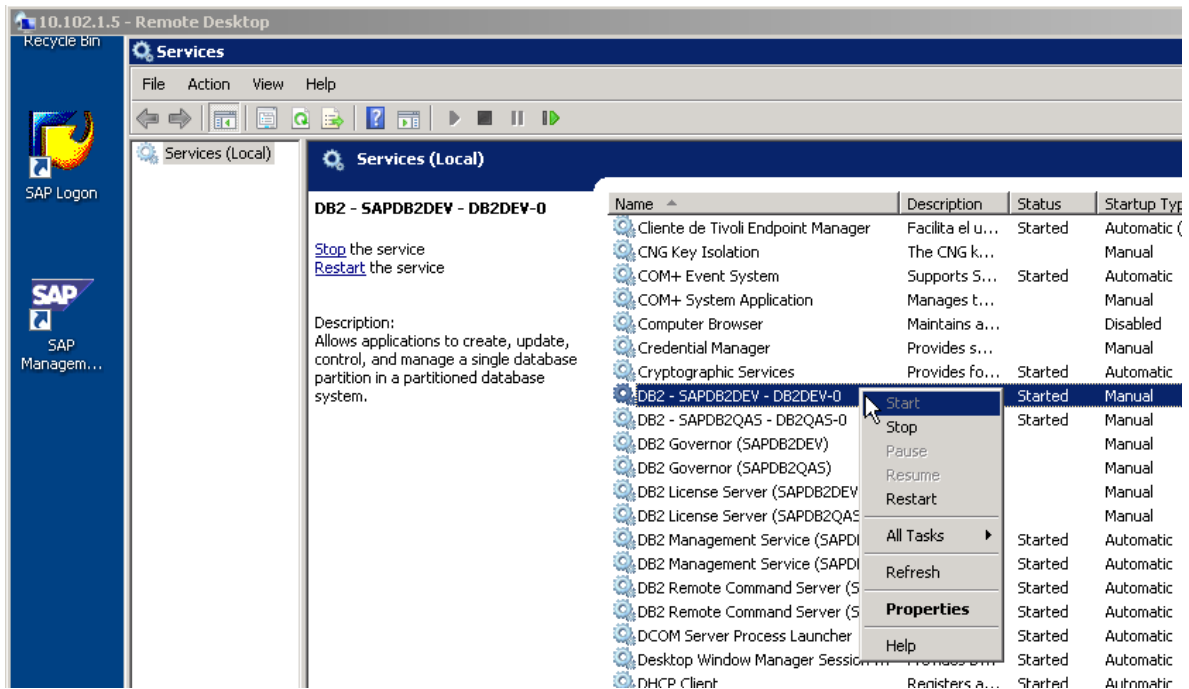 10.102.1.5 - Remote Desktop
Recycle Bin
Services
File Action View Help
Services (Local)
Services (Local)
SAP Logon
SAP
SAP
Managem...
DB2 - SAPDB2DEV - DB2DEV-0
Stop the service
Restart the service
Description:
Allows applications to create, update,
control, and manage a single database
partition in a partitioned database
system.
Name Description Status Startup Typ
Cliente de Tivoli Endpoint Manager Facilita el u... Started Automatic (
CNG Key Isolation The CNG k... Manual
COM+ Event System Supports S... Started Automatic
COM+ System Application Manages t... Manual
Computer Browser Maintains a... Disabled
Credential Manager Provides s... Manual
Cryptographic Services Provides fo... Started Automatic
DB2 - SAPDB2DEV - DB2DEV-0 Started Manual
DB2 - SAPDB2QAS - DB2QAS-0 Started Manual
DB2 Governor (SAPDB2DEV) Manual
DB2 Governor (SAPDB2QAS) Manual
DB2 License Server (SAPDB2DEV Manual
DB2 License Server (SAPDB2QAS Manual
DB2 Management Service (SAPD Started Automatic
DB2 Management Service (SAPD Started Automatic
DB2 Remote Command Server (S Started Automatic
DB2 Remote Command Server (S Started Automatic
DCOM Server Process Launcher Started Automatic
Desktop Window Manager Session Started Automatic
DHCP Client Registers a... Started Automatic
Start
Stop
Pause
Resume
Restart
All Tasks
Refresh
Properties
Help